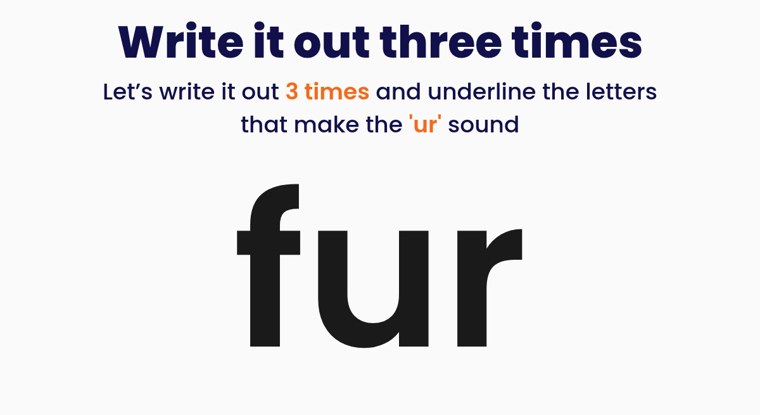 Write it out three times
Let’s write it out 3 times and underline the letters
that make the 'ur' sound
fur